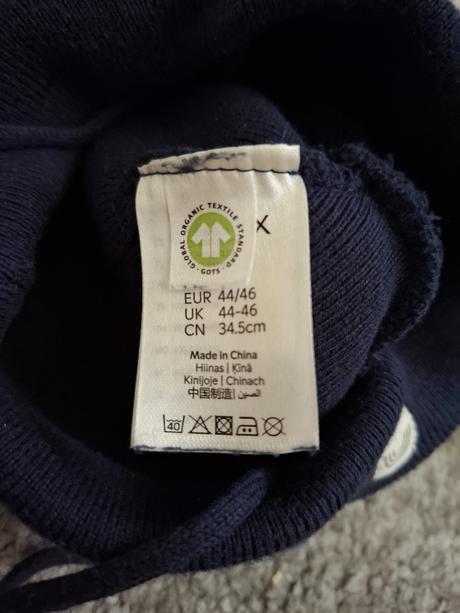 GLOBAL ORGANIC TEXTILE STANDARD
· GOTS ·
X
EUR 44/46
UK 44-46
CN 34.5cm
Made in China
Hiinas | Ķīnā
Kinijoje | Chinach
中国制造 | الصين
40